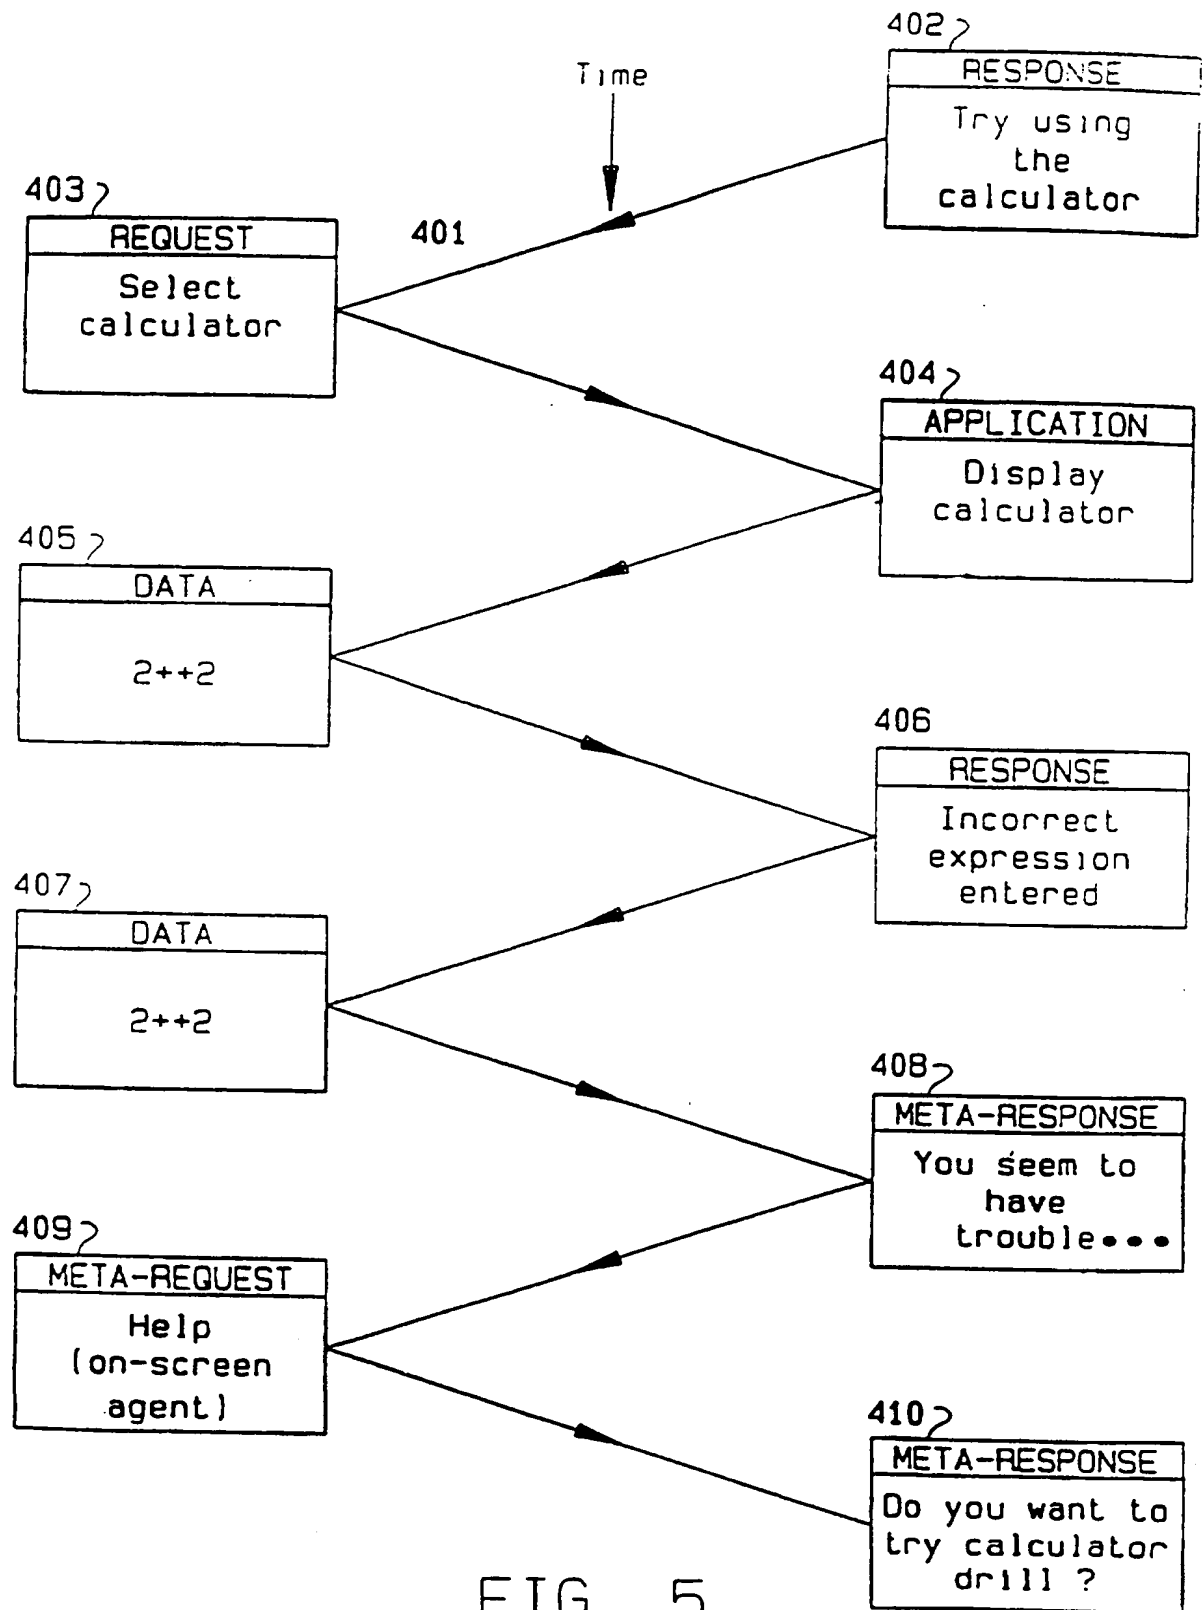 402
RESPONSE
Try using
the
calculator
Time
403
REQUEST
Select
calculator
401
404
APPLICATION
Display
calculator
405
DATA
2++2
406
RESPONSE
Incorrect
expression
entered
407
DATA
2++2
408
META-RESPONSE
You seem to
have
trouble•••
409
META-REQUEST
Help
(on-screen
agent)
410
META-RESPONSE
Do you want to
try calculator
drill ?
FIG. 5